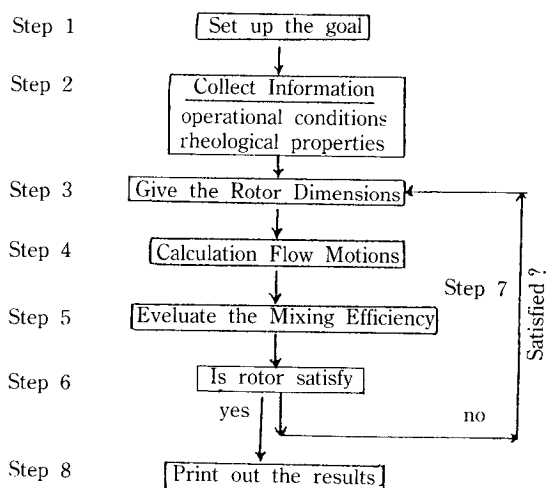 Step 1
Set up the goal
Step 2
Collect Information
operational conditions
rheological properties
Step 3
Give the Rotor Dimensions
Step 4
Calculation Flow Motions
Step 7
Satisfied ?
Step 5
Eveluate the Mixing Efficiency
Step 6
Is rotor satisfy
yes
no
Step 8
Print out the results